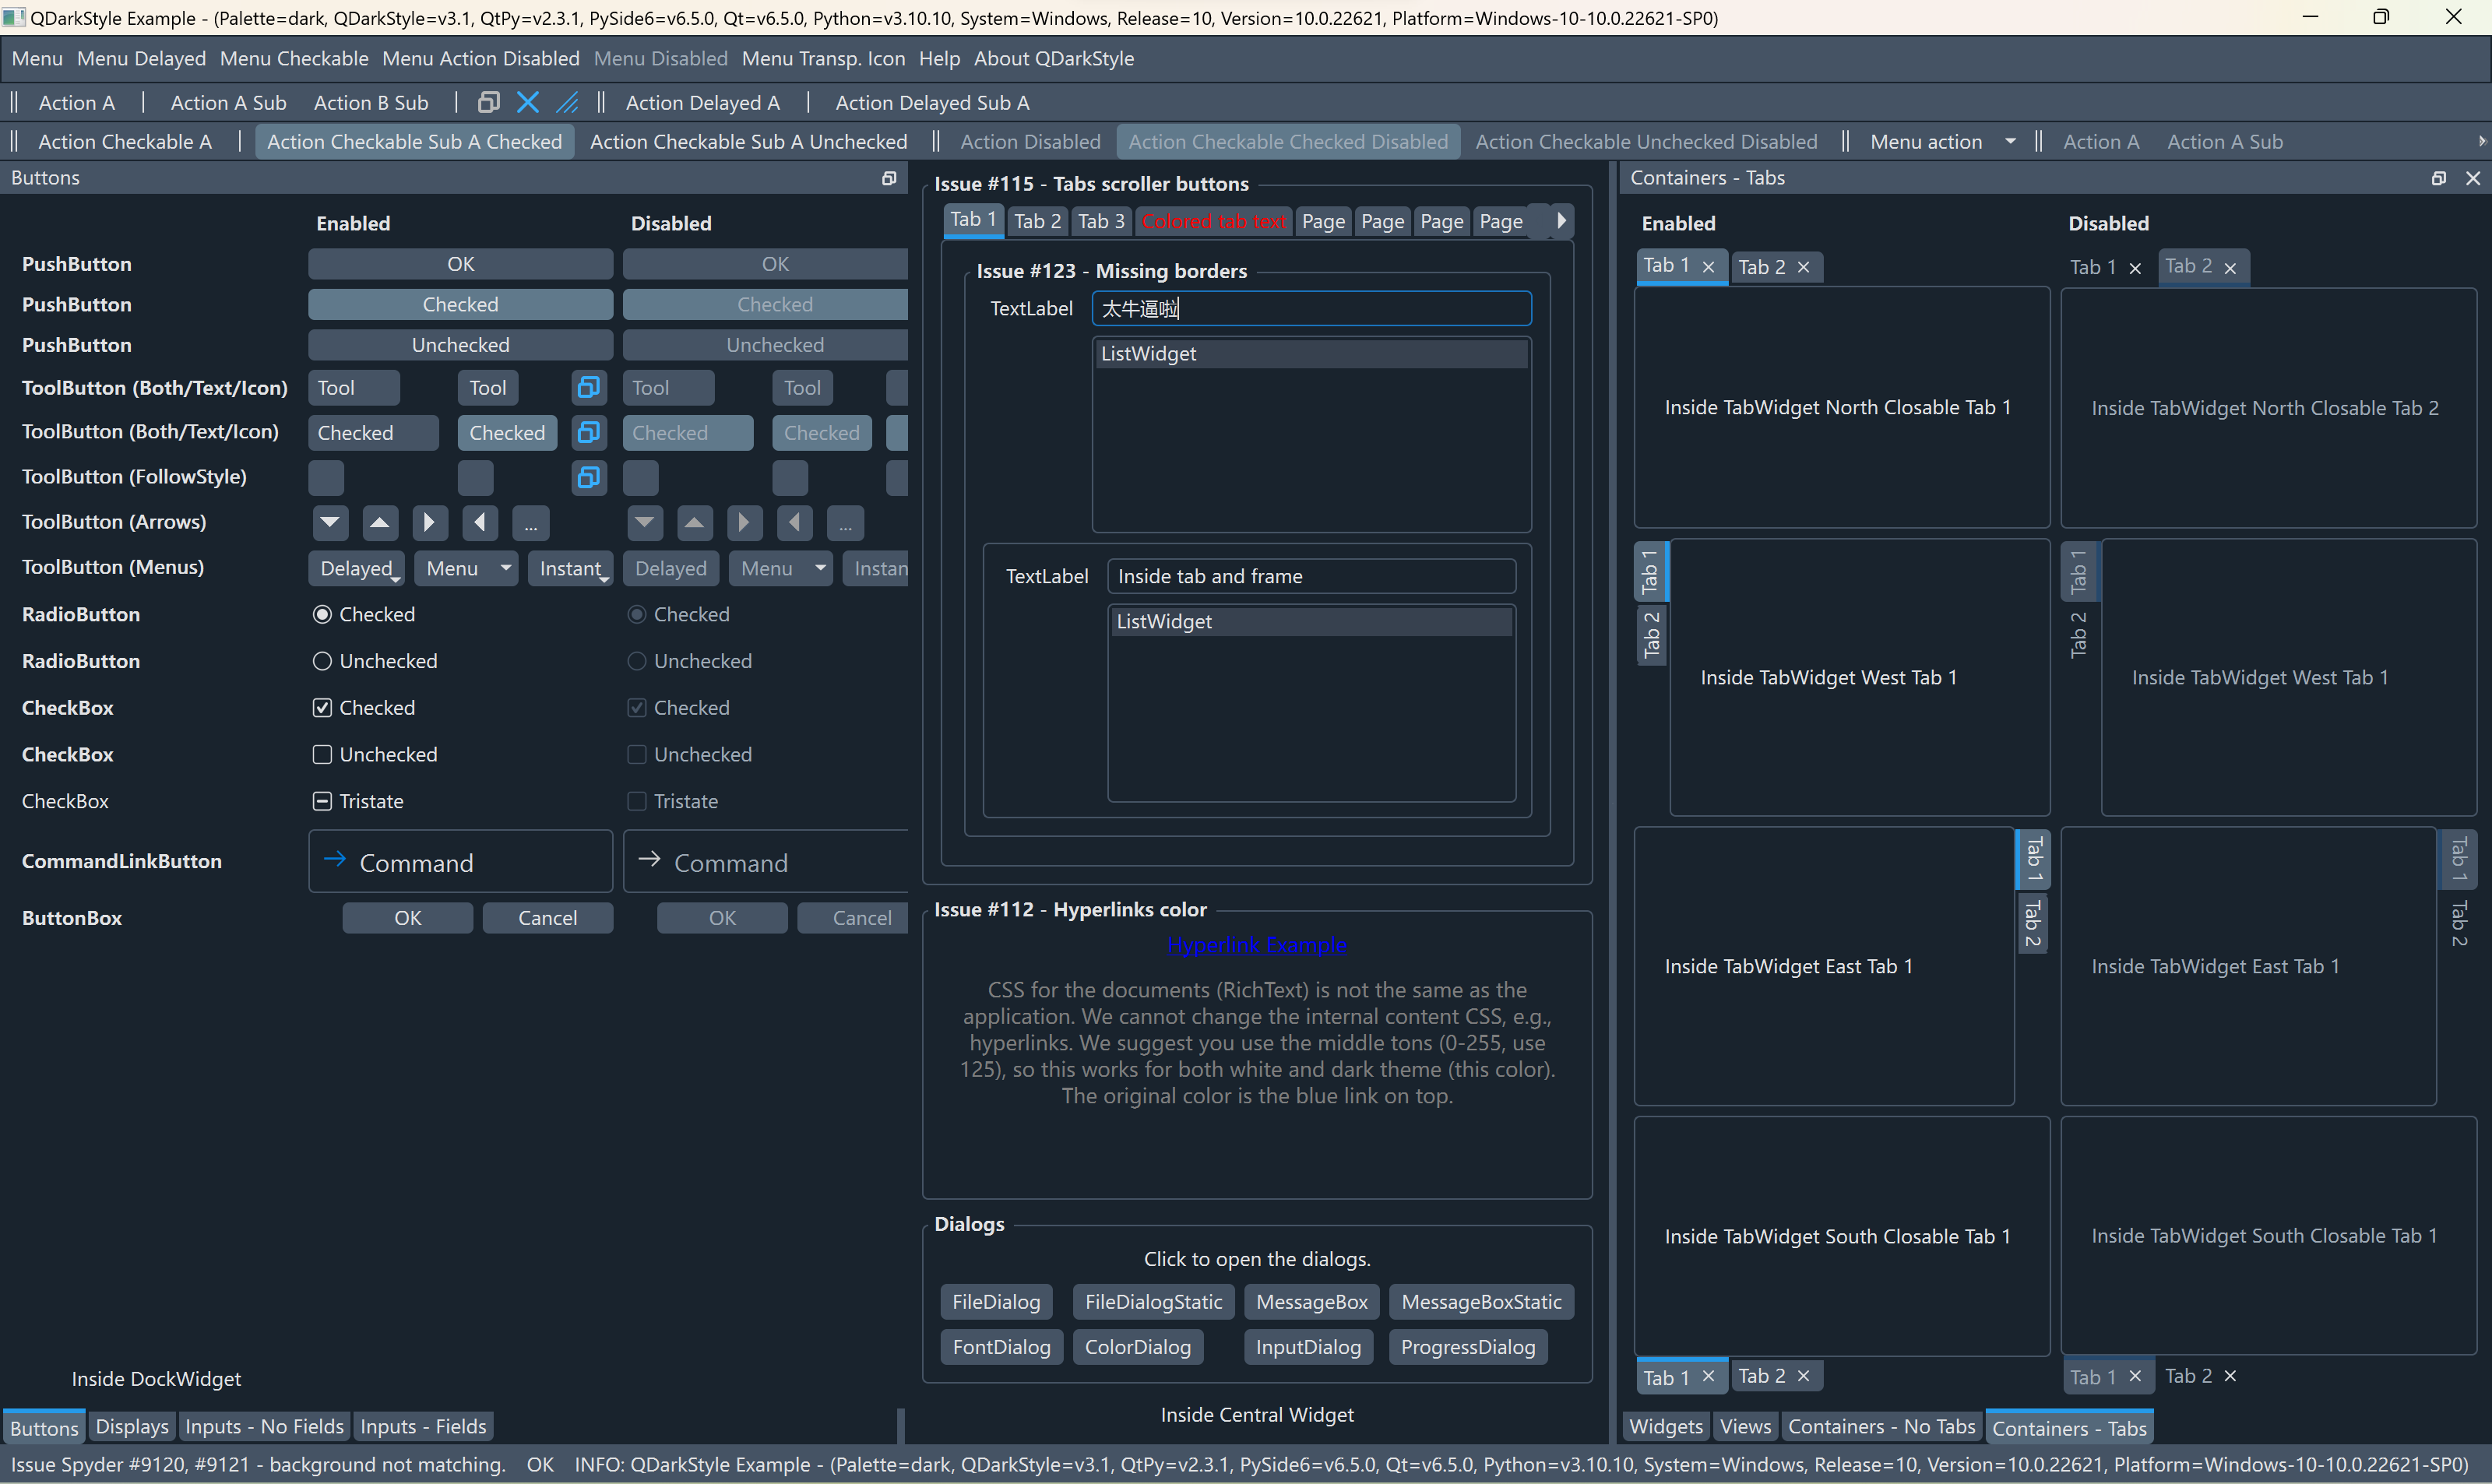 QDarkStyle Example - (Palette=dark, QDarkStyle=v3.1, QtPy=v2.3.1, PySide6=v6.5.0, Qt=v6.5.0, Python=v3.10.10, System=Windows, Release=10, Version=10.0.22621, Platform=Windows-10-10.0.22621-SP0)
Menu Menu Delayed Menu Checkable Menu Action Disabled Menu Disabled Menu Transp. Icon Help About QDarkStyle
Action A Action A Sub Action B Sub Action Delayed A Action Delayed Sub A
Action Checkable A Action Checkable Sub A Checked Action Checkable Sub A Unchecked Action Disabled Action Checkable Checked Disabled Action Checkable Unchecked Disabled Menu action Action A Action A Sub
Buttons
Enabled Disabled
PushButton OK OK
PushButton Checked Checked
PushButton Unchecked Unchecked
ToolButton (Both/Text/Icon) Tool Tool Tool Tool
ToolButton (Both/Text/Icon) Checked Checked Checked Checked
ToolButton (FollowStyle)
ToolButton (Arrows) ... ...
ToolButton (Menus) Delayed Menu Instant Delayed Menu Instan
RadioButton Checked Checked
RadioButton Unchecked Unchecked
CheckBox Checked Checked
CheckBox Unchecked Unchecked
CheckBox Tristate Tristate
CommandLinkButton Command Command
ButtonBox OK Cancel OK Cancel
Inside DockWidget
Buttons Displays Inputs - No Fields Inputs - Fields
Issue #115 - Tabs scroller buttons
Tab 1 Tab 2 Tab 3 Colored tab text Page Page Page Page
Issue #123 - Missing borders
TextLabel 太牛逼啦
ListWidget
TextLabel Inside tab and frame
ListWidget
Issue #112 - Hyperlinks color
Hyperlink Example
CSS for the documents (RichText) is not the same as the
application. We cannot change the internal content CSS, e.g.,
hyperlinks. We suggest you use the middle tons (0-255, use
125), so this works for both white and dark theme (this color).
The original color is the blue link on top.
Dialogs
Click to open the dialogs.
FileDialog FileDialogStatic MessageBox MessageBoxStatic
FontDialog ColorDialog InputDialog ProgressDialog
Inside Central Widget
Containers - Tabs
Enabled Disabled
Tab 1 Tab 2 Tab 1 Tab 2
Inside TabWidget North Closable Tab 1 Inside TabWidget North Closable Tab 2
Tab 1 Tab 1
Tab 2 Tab 2
Inside TabWidget West Tab 1 Inside TabWidget West Tab 1
Tab 1 Tab 1
Tab 2 Tab 2
Inside TabWidget East Tab 1 Inside TabWidget East Tab 1
Inside TabWidget South Closable Tab 1 Inside TabWidget South Closable Tab 1
Tab 1 Tab 2 Tab 1 Tab 2
Widgets Views Containers - No Tabs Containers - Tabs
Issue Spyder #9120, #9121 - background not matching. OK INFO: QDarkStyle Example - (Palette=dark, QDarkStyle=v3.1, QtPy=v2.3.1, PySide6=v6.5.0, Qt=v6.5.0, Python=v3.10.10, System=Windows, Release=10, Version=10.0.22621, Platform=Windows-10-10.0.22621-SP0)